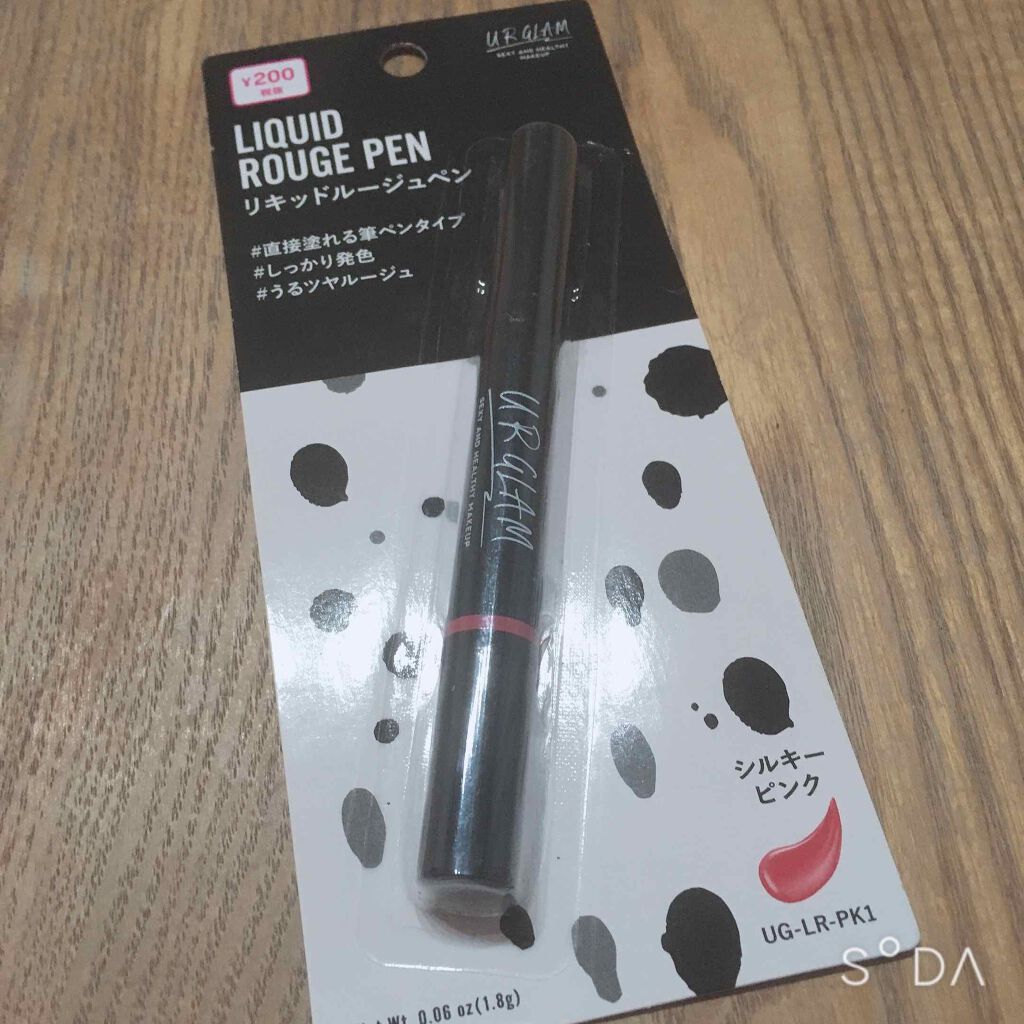 ¥200
税抜
UR GLAM
SEXY AND HEALTHY
MAKEUP
LIQUID
ROUGE PEN
リキッドルージュペン
#直接塗れる筆ペンタイプ
#しっかり発色
#うるツヤルージュ
UR GLAM
SEXY AND HEALTHY MAKEUP
シルキー
ピンク
UG-LR-PK1
Wt. 0.06 oz(1.8g)
SODA